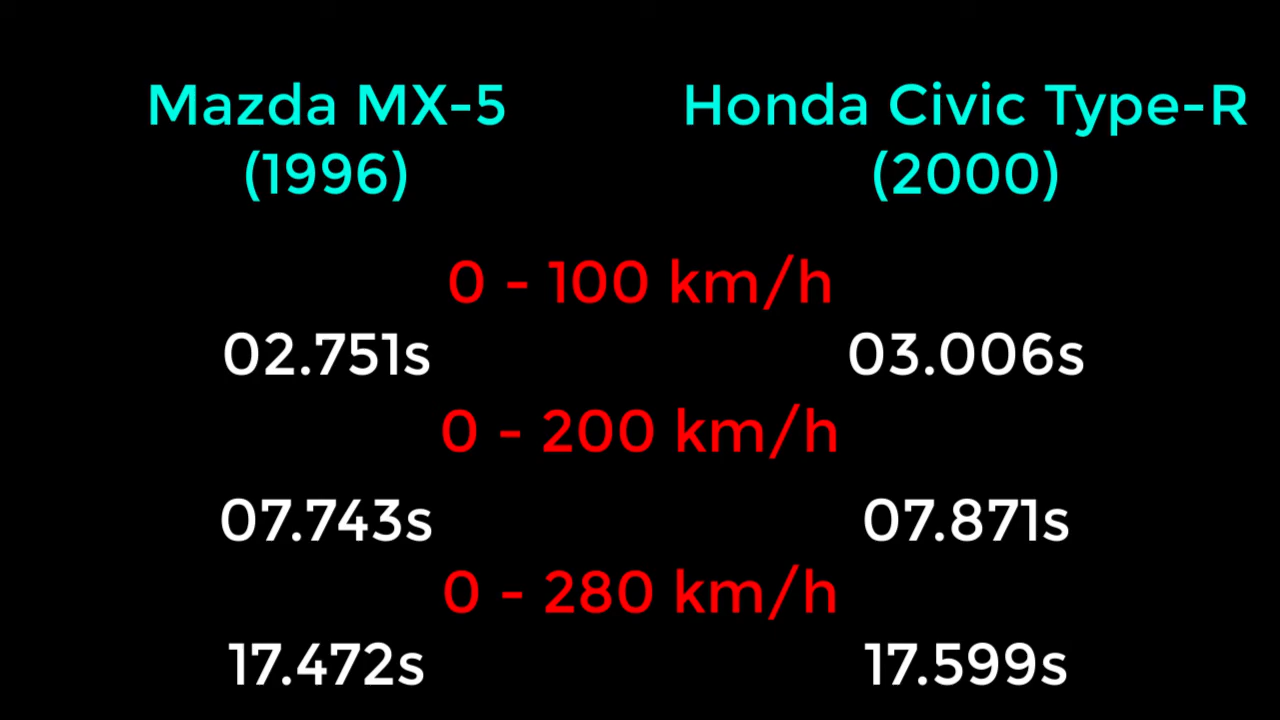 Mazda MX-5 Honda Civic Type-R
(1996) (2000)
0 - 100 km/h
02.751s 03.006s
0 - 200 km/h
07.743s 07.871s
0 - 280 km/h
17.472s 17.599s